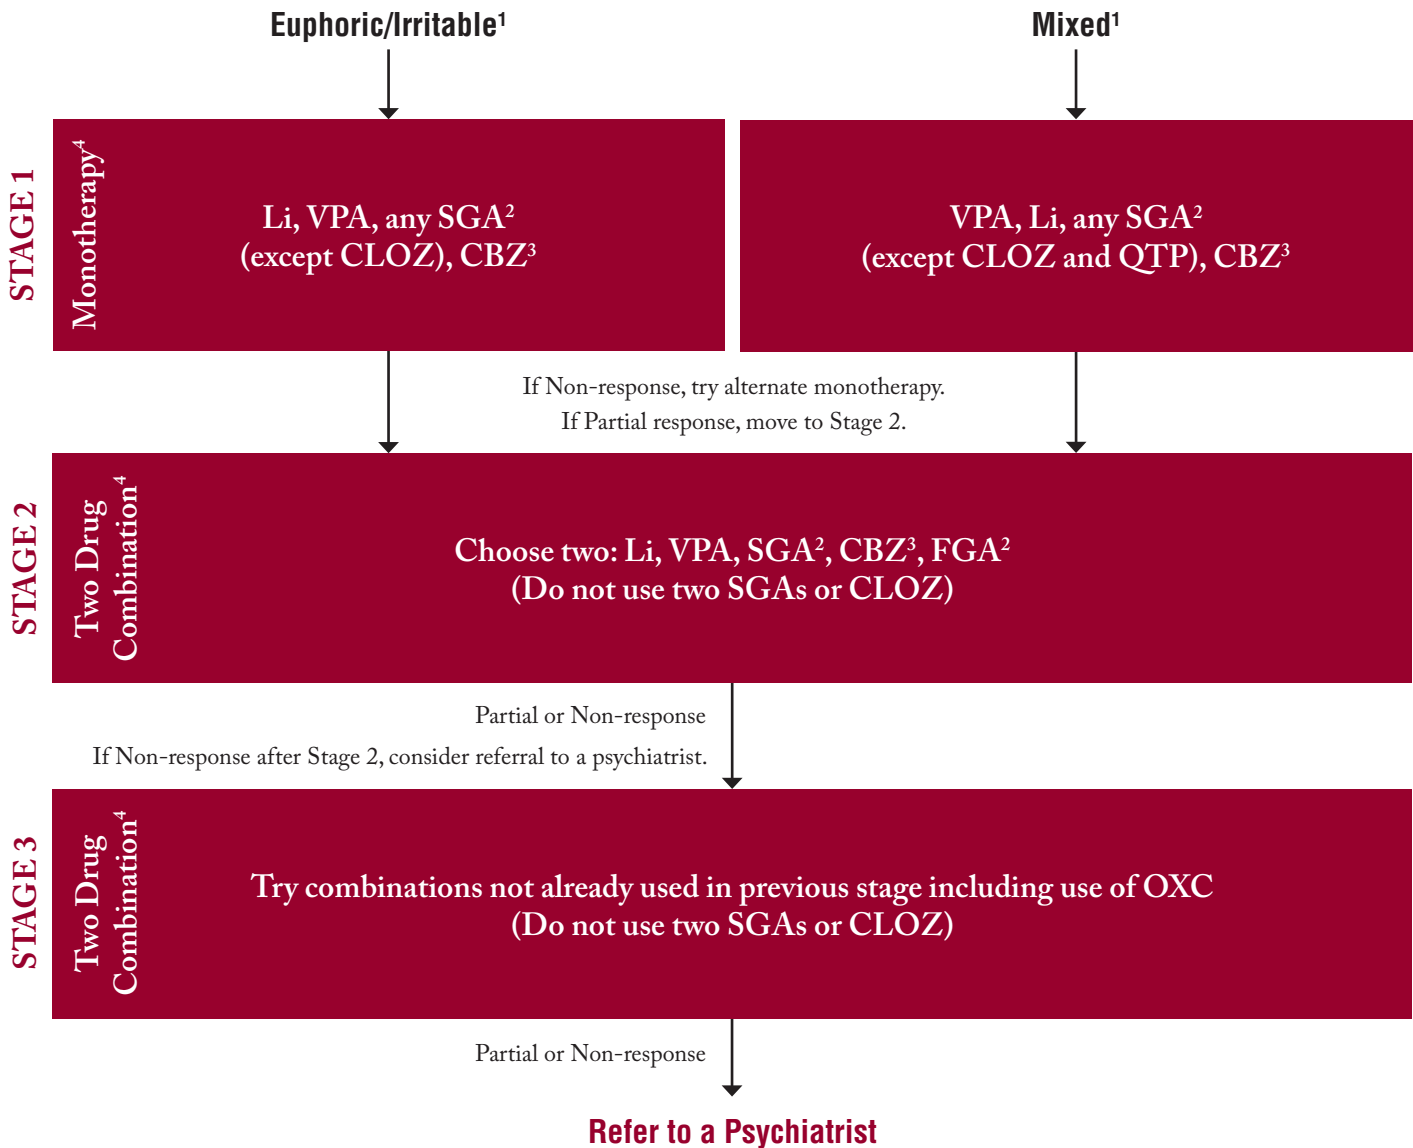 Euphoric/Irritable¹
Mixed¹
STAGE 1
Monotherapy⁴
Li, VPA, any SGA²
(except CLOZ), CBZ³
VPA, Li, any SGA²
(except CLOZ and QTP), CBZ³
If Non-response, try alternate monotherapy.
If Partial response, move to Stage 2.
STAGE 2
Two Drug
Combination⁴
Choose two: Li, VPA, SGA², CBZ³, FGA²
(Do not use two SGAs or CLOZ)
Partial or Non-response
If Non-response after Stage 2, consider referral to a psychiatrist.
STAGE 3
Two Drug
Combination⁴
Try combinations not already used in previous stage including use of OXC
(Do not use two SGAs or CLOZ)
Partial or Non-response
Refer to a Psychiatrist